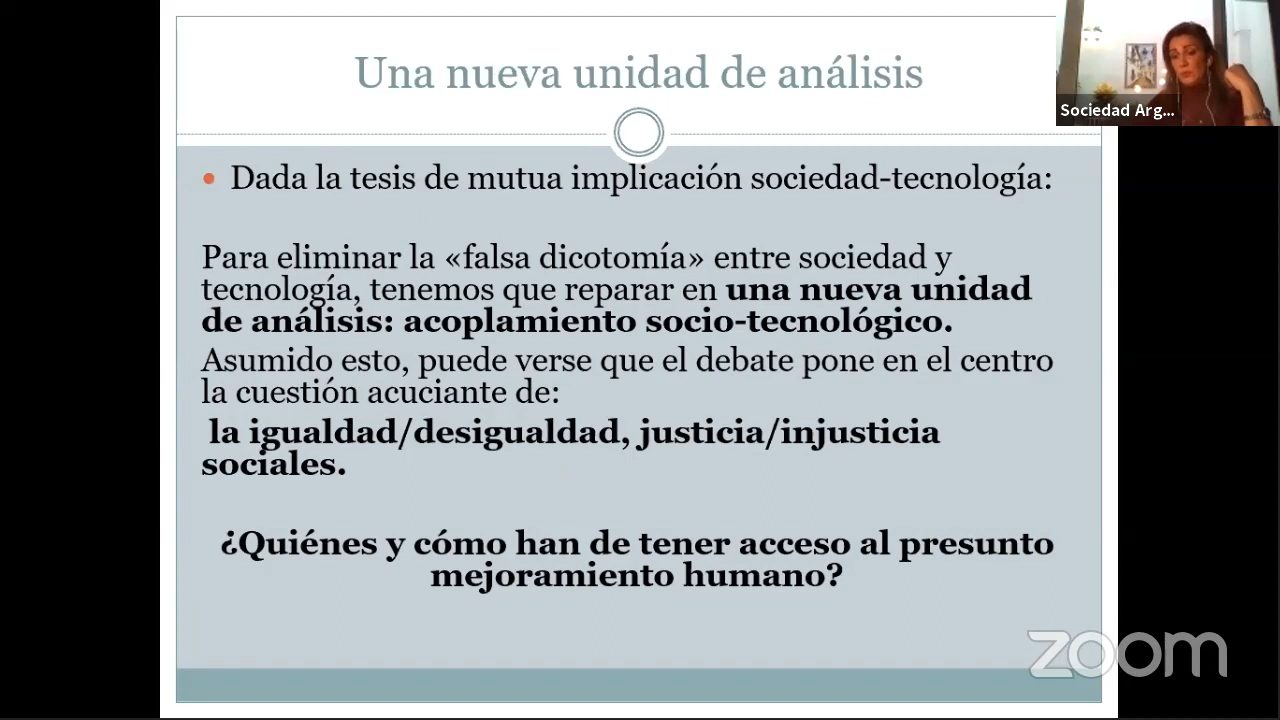 Una nueva unidad de análisis
Sociedad Arg...
• Dada la tesis de mutua implicación sociedad-tecnología:
Para eliminar la «falsa dicotomía» entre sociedad y
tecnología, tenemos que reparar en una nueva unidad
de análisis: acoplamiento socio-tecnológico.
Asumido esto, puede verse que el debate pone en el centro
la cuestión acuciante de:
la igualdad/desigualdad, justicia/injusticia
sociales.
¿Quiénes y cómo han de tener acceso al presunto
mejoramiento humano?
zoom